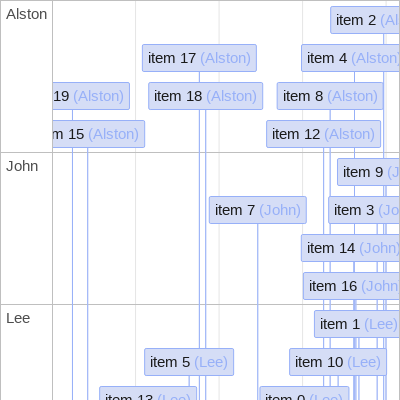 Alston
item 2 (Al
item 17 (Alston)
item 4 (Alston)
19 (Alston)
item 18 (Alston)
item 8 (Alston)
m 15 (Alston)
item 12 (Alston)
John
item 9 (J
item 7 (John)
item 3 (Jo
item 14 (John)
item 16 (John
Lee
item 1 (Lee)
item 5 (Lee)
item 10 (Lee)
item 13 (Lee)
item 0 (Lee)